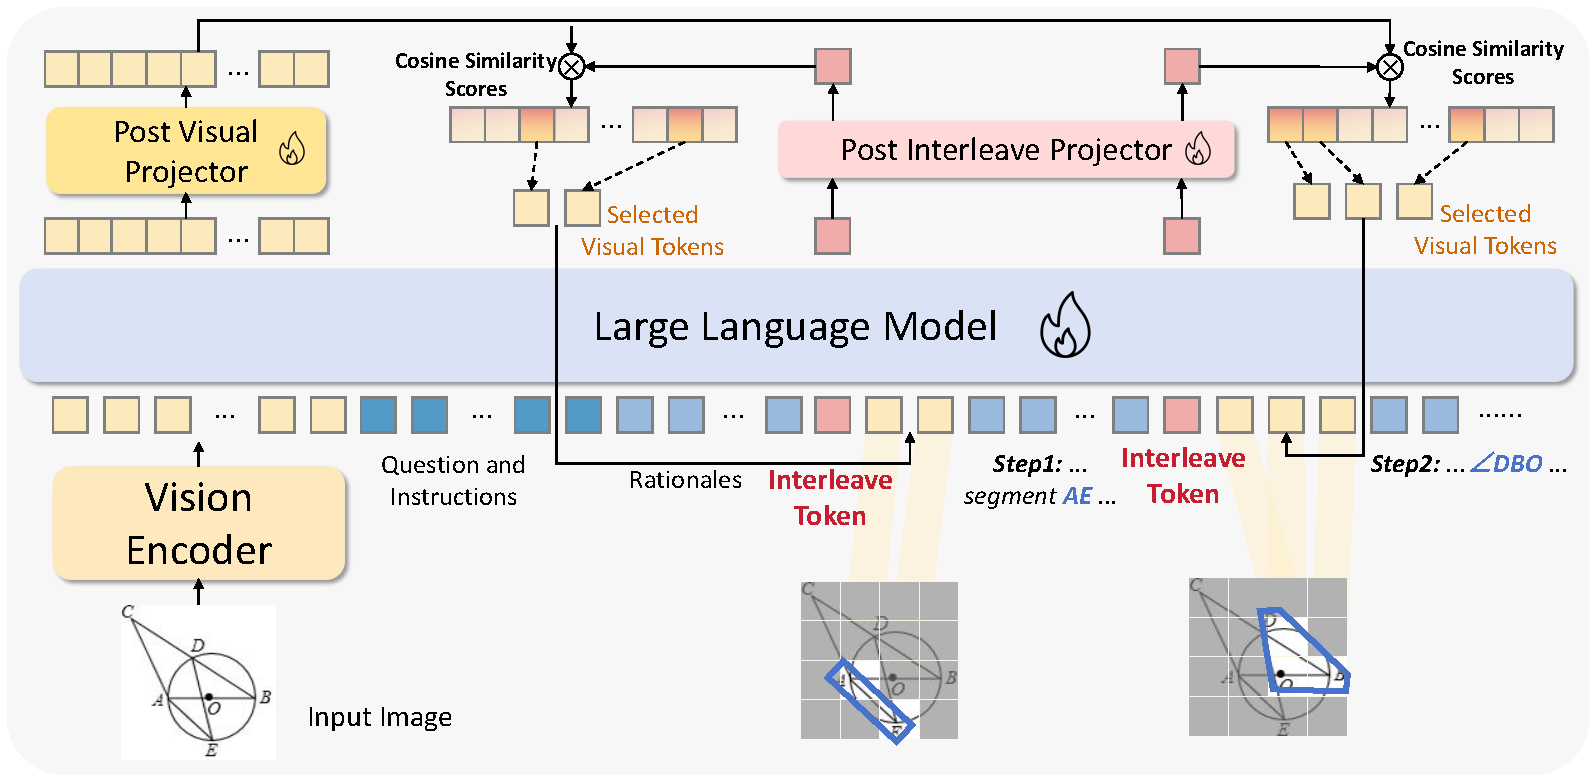 Cosine Similarity
Scores
Cosine Similarity
Scores
...
Post Visual
Projector
...
Post Interleave Projector
...
...
Selected
Visual Tokens
Selected
Visual Tokens
Large Language Model
...
...
...
...
......
Vision
Encoder
Question and
Instructions
Rationales
Interleave
Token
Step1: ...
segment AE ...
Interleave
Token
Step2: ... ∠DBO ...
Input Image
C
D
A
O
B
E
C
D
A
O
B
E
C
D
A
O
B
E